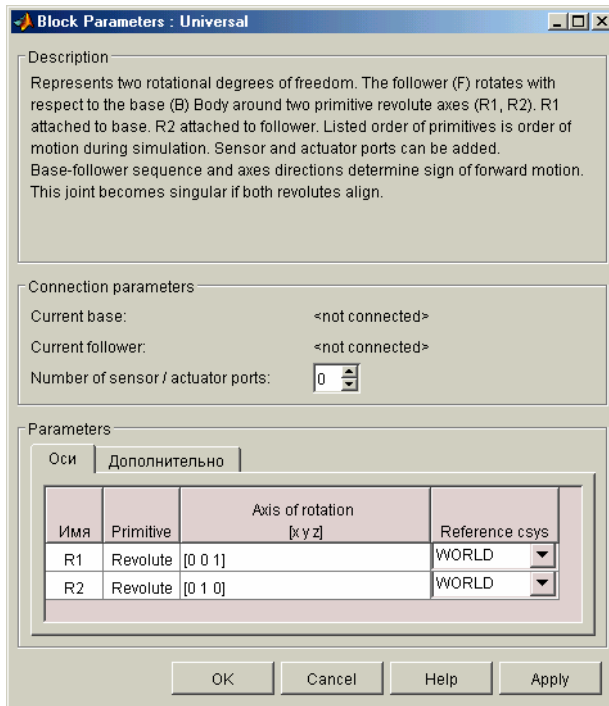 Block Parameters : Universal
Description
Represents two rotational degrees of freedom. The follower (F) rotates with
respect to the base (B) Body around two primitive revolute axes (R1, R2). R1
attached to base. R2 attached to follower. Listed order of primitives is order of
motion during simulation. Sensor and actuator ports can be added.
Base-follower sequence and axes directions determine sign of forward motion.
This joint becomes singular if both revolutes align.
Connection parameters
Current base: <not connected>
Current follower: <not connected>
Number of sensor / actuator ports: 0
Parameters
Оси Дополнительно
Имя Primitive Axis of rotation [x y z] Reference csys
R1 Revolute [0 0 1] WORLD
R2 Revolute [0 1 0] WORLD
OK Cancel Help Apply